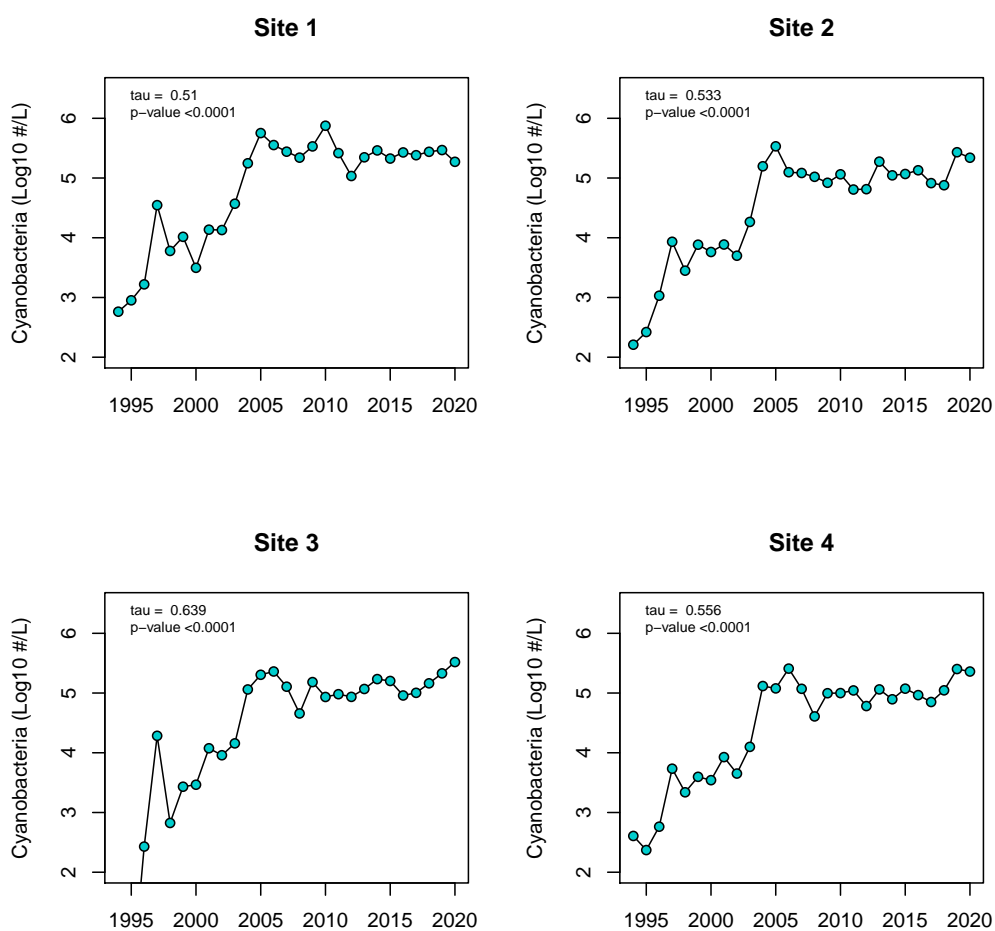 Site 1
tau = 0.51
p−value <0.0001
Cyanobacteria (Log10 #/L)
6
5
4
3
2
1995 2000 2005 2010 2015 2020
Site 2
tau = 0.533
p−value <0.0001
Cyanobacteria (Log10 #/L)
6
5
4
3
2
1995 2000 2005 2010 2015 2020
Site 3
tau = 0.639
p−value <0.0001
Cyanobacteria (Log10 #/L)
6
5
4
3
2
1995 2000 2005 2010 2015 2020
Site 4
tau = 0.556
p−value <0.0001
Cyanobacteria (Log10 #/L)
6
5
4
3
2
1995 2000 2005 2010 2015 2020